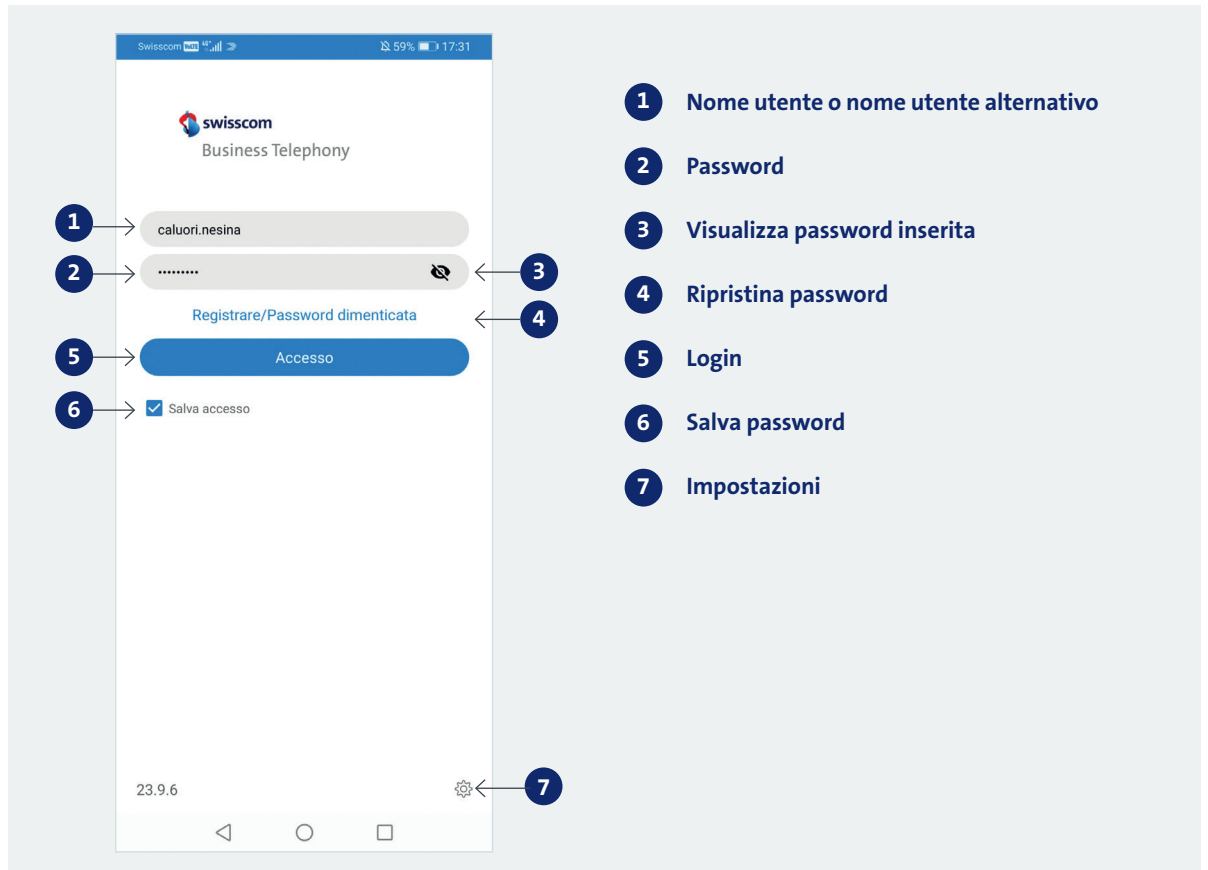 Swisscom VoLTE 59% 17:31
swisscom
Business Telephony
1
caluori.nesina
2
•••••••••
3
Registrare/Password dimenticata
4
5
Accesso
6
Salva accesso
23.9.6
7
1 Nome utente o nome utente alternativo
2 Password
3 Visualizza password inserita
4 Ripristina password
5 Login
6 Salva password
7 Impostazioni